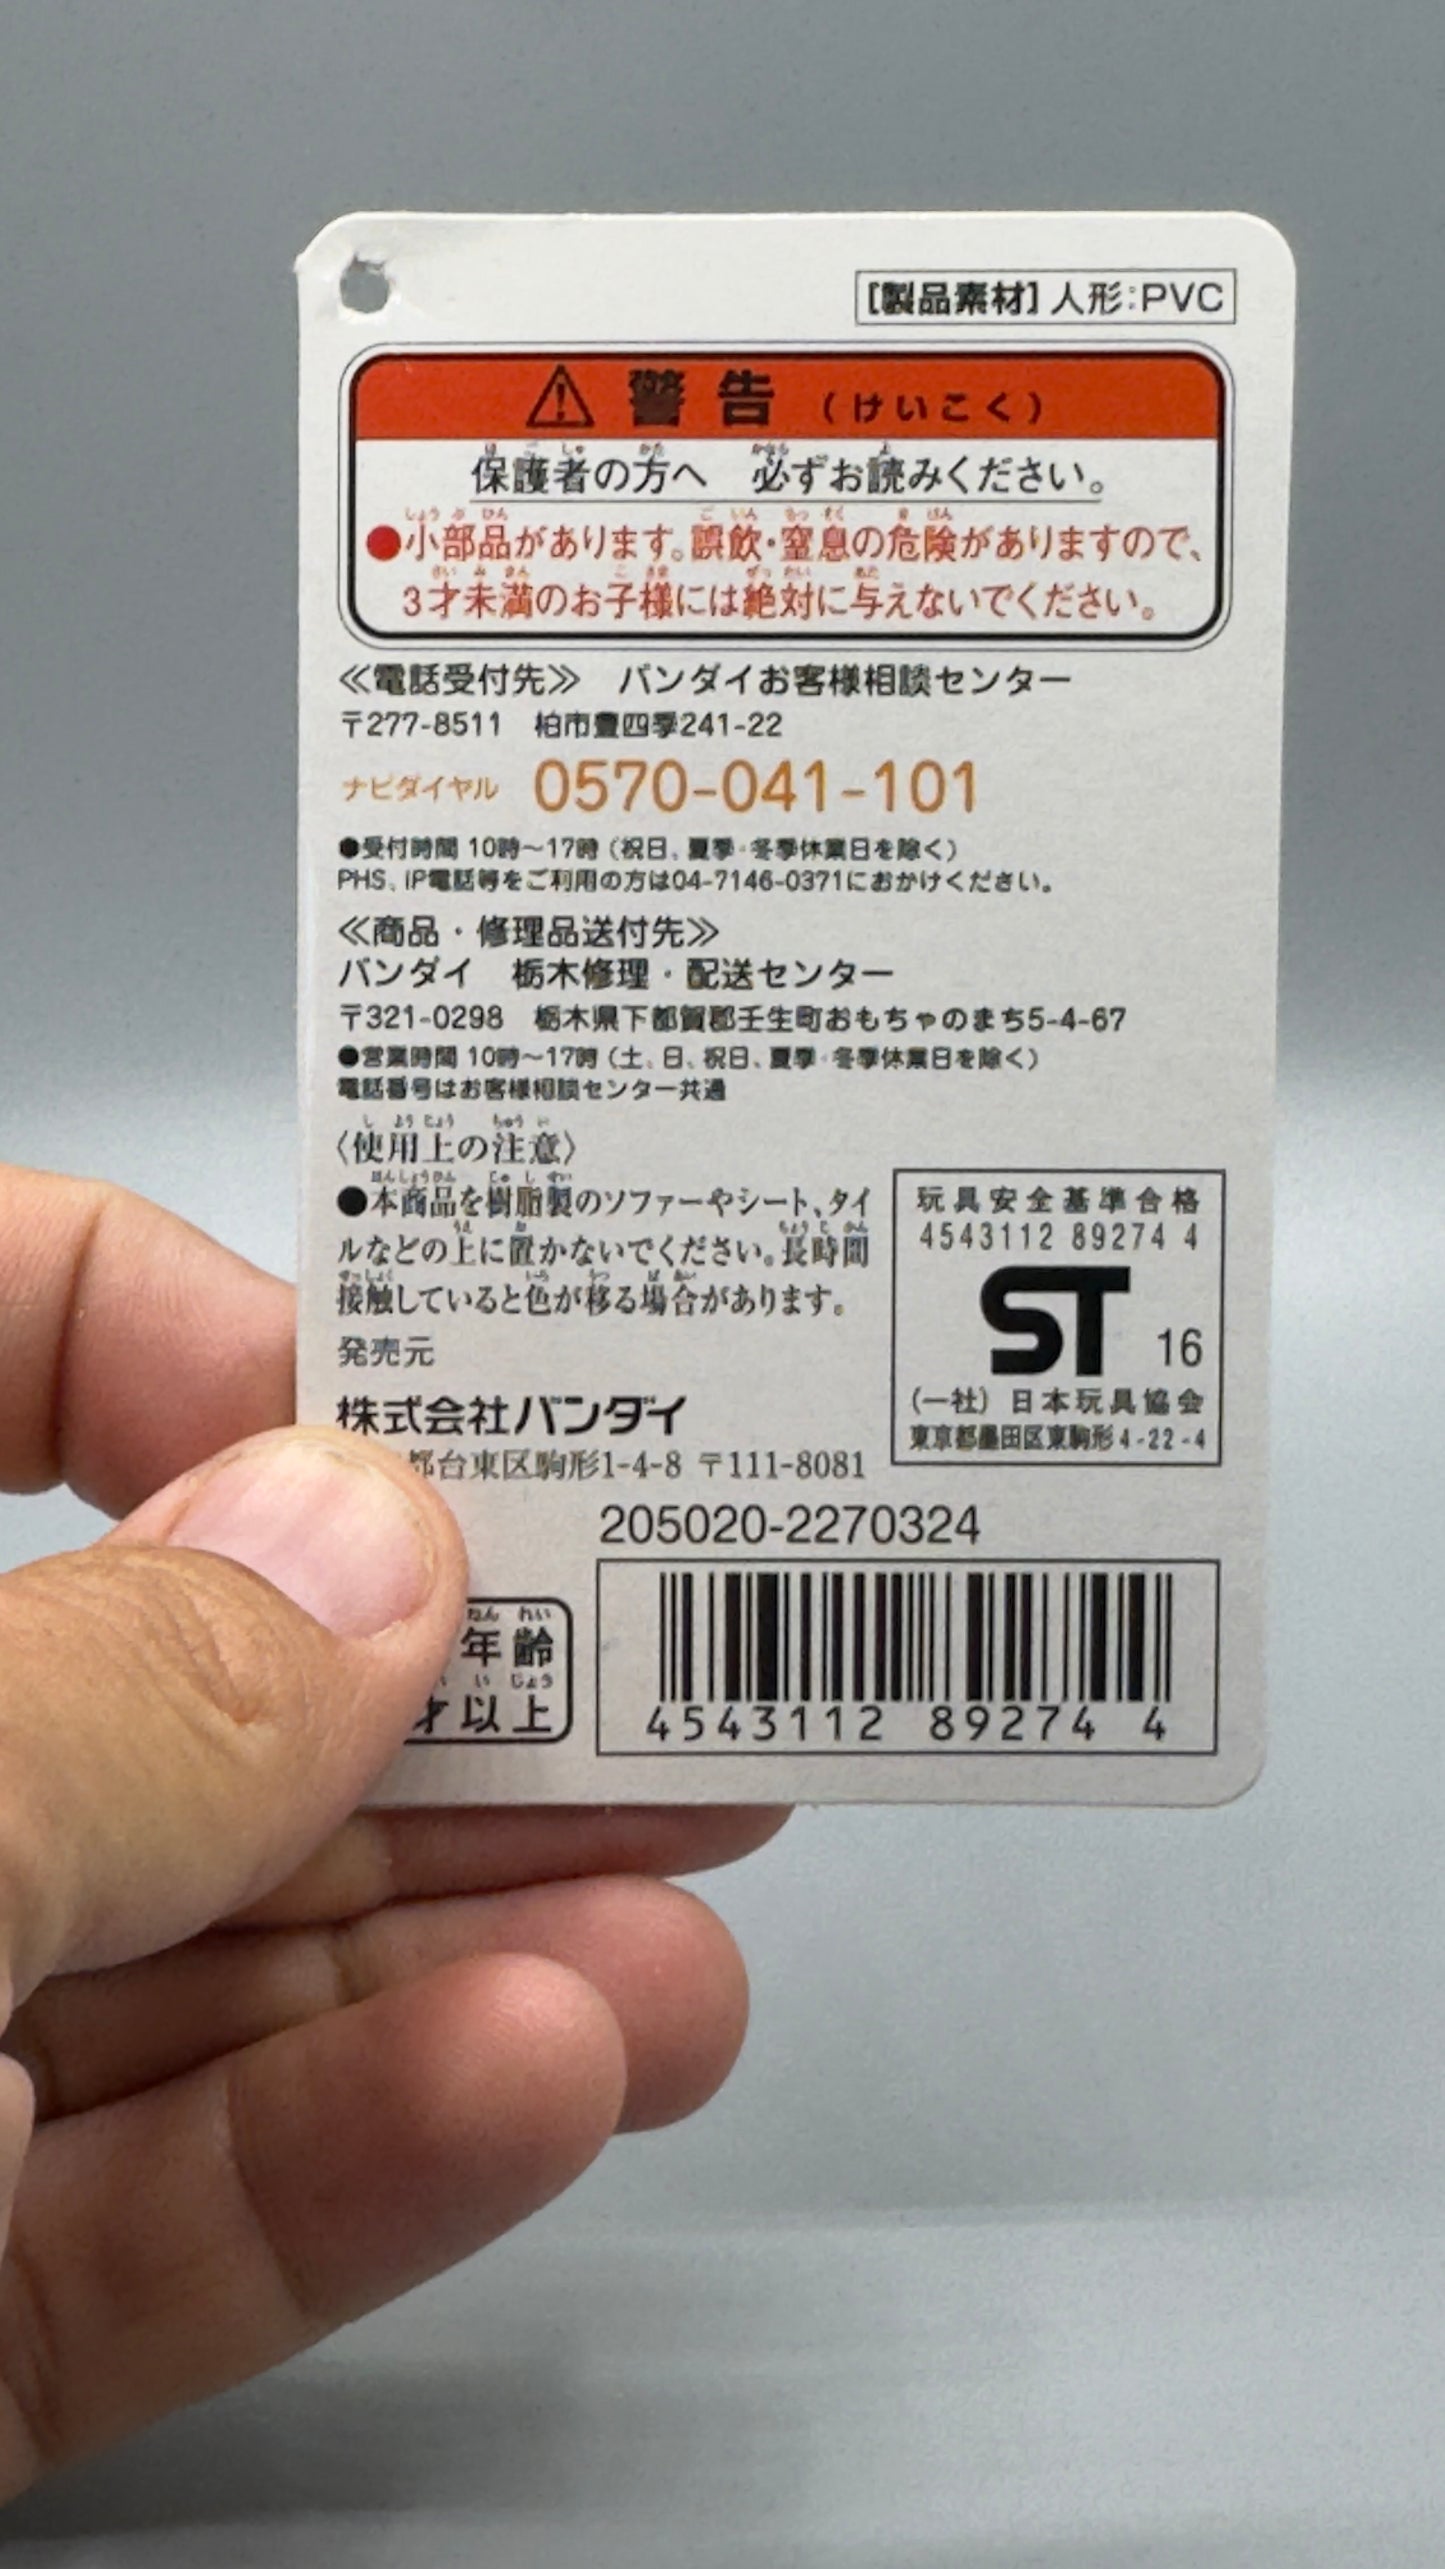 [製品素材] 人形:PVC
警告 (けいこく)
保護者の方へ 必ずお読みください。
●小部品があります。誤飲・窒息の危険がありますので、
3才未満のお子様には絶対に与えないでください。
≪電話受付先≫ バンダイお客様相談センター
〒277-8511 柏市豊四季241-22
ナビダイヤル 0570-041-101
●受付時間 10時〜17時 (祝日、夏季・冬季休業日を除く)
PHS、IP電話等をご利用の方は04-7146-0371におかけください。
≪商品・修理品送付先≫
バンダイ 栃木修理・配送センター
〒321-0298 栃木県下都賀郡壬生町おもちゃのまち5-4-67
●営業時間 10時〜17時 (土、日、祝日、夏季・冬季休業日を除く)
電話番号はお客様相談センター共通
〈使用上の注意〉
●本商品を樹脂製のソファーやシート、タイ
ルなどの上に置かないでください。長時間
接触していると色が移る場合があります。
発売元
株式会社バンダイ
都台東区駒形1-4-8 〒111-8081
玩具安全基準合格
4543112 89274 4
ST 16
(一社) 日本玩具協会
東京都墨田区東駒形4-22-4
205020-2270324
年齢
才以上
4543112 89274 4